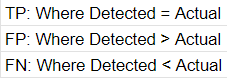 TP: Where Detected = Actual
FP: Where Detected > Actual
FN: Where Detected < Actual